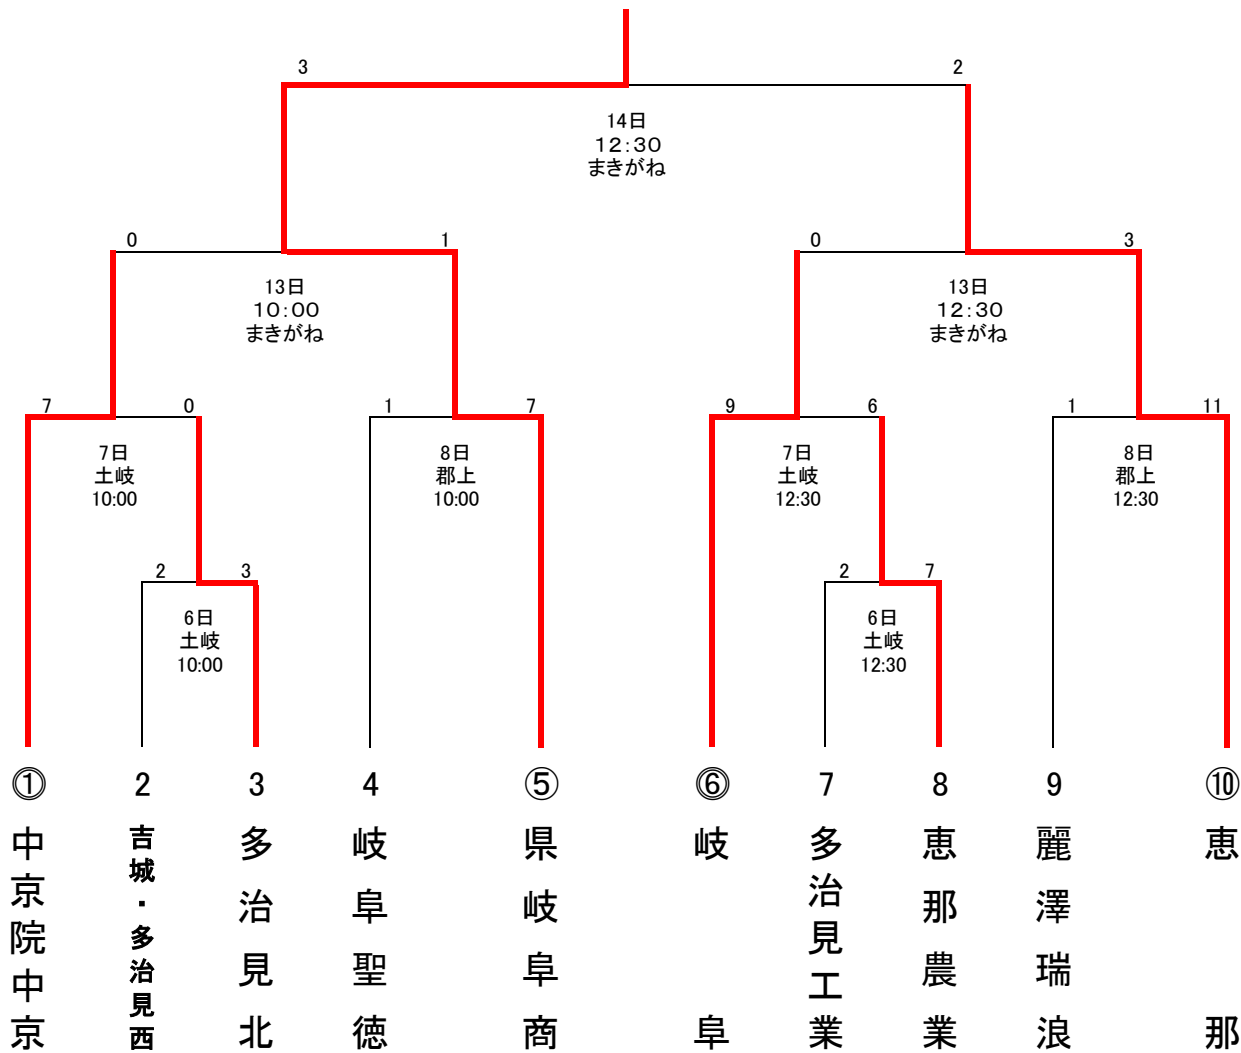 3 2
14日
12:30
まきがね
0 1 0 3
13日
10:00
まきがね
13日
12:30
まきがね
7 0 1 7 9 6 1 11
7日
土岐
10:00
8日
郡上
10:00
7日
土岐
12:30
8日
郡上
12:30
2 3 2 7
6日
土岐
10:00
6日
土岐
12:30
① 2 3 4 ⑤ ⑥ 7 8 9 ⑩
中京院中京
吉城・多治見西
多治見北
岐阜聖徳
県岐阜商
岐阜
多治見工業
恵那農業
麗澤瑞浪
恵那